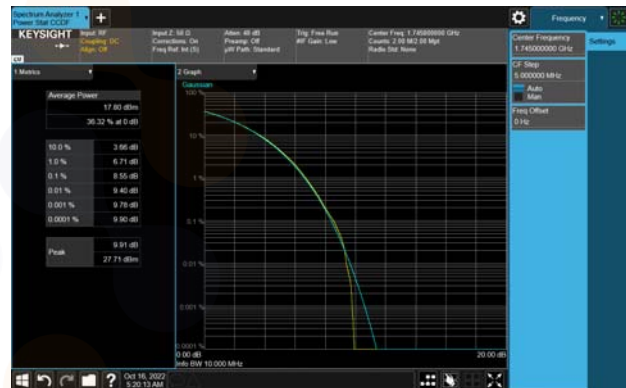 Spectrum Analyzer 1
Power Stat CCDF
Frequency
KEYSIGHT
Input: RF
Coupling: DC
Align: Off
Input Z: 50 Ω
Corrections: On
Freq Ref: Int (S)
Atten: 40 dB
Preamp: Off
µW Path: Standard
Trig: Free Run
#IF Gain: Low
Center Freq: 1.745000000 GHz
Counts: 2.00 M/2.00 Mpt
Radio Std: None
Center Frequency
1.745000000 GHz
Settings
CF Step
5.000000 MHz
Auto
Man
Freq Offset
0 Hz
1 Metrics
2 Graph
Gaussian
Average Power
17.80 dBm
36.32 % at 0 dB
10.0 % 3.66 dB
1.0 % 6.71 dB
0.1 % 8.55 dB
0.01 % 9.40 dB
0.001 % 9.78 dB
0.0001 % 9.90 dB
Peak
9.91 dB
27.71 dBm
100 %
10 %
1 %
0.1 %
0.01 %
0.001 %
0.0001 %
0.00 dB
20.00 dB
Info BW 10.000 MHz
Oct 16, 2022
5:20:13 AM